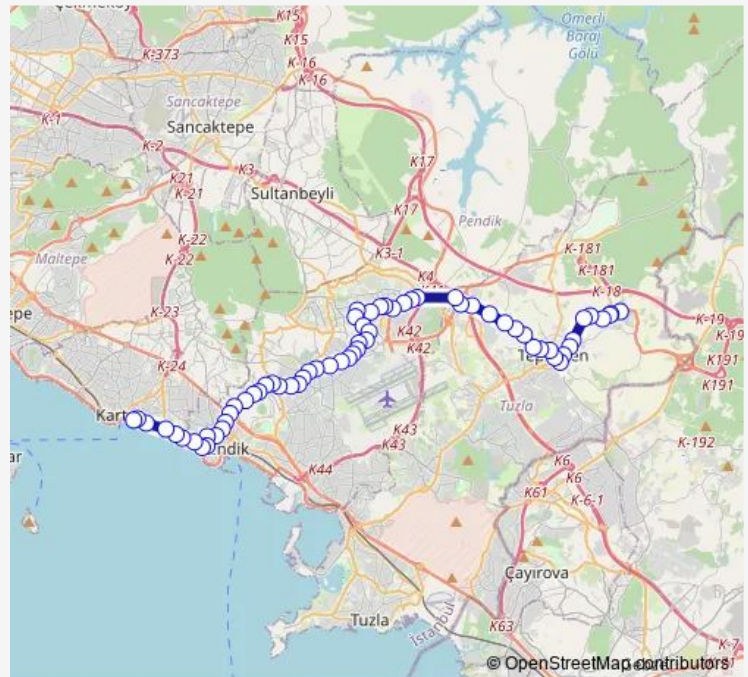 K15
K15
K-373
K-16
K-16
Ömerli
Baraj
Gölü
Sancaktepe
K-1
Sancaktepe
K-2
K17
K21
K-21
K3
Sultanbeyli
K17
Pendik
K-22
K-22
K3-1
K-181
Maltepe
K4
K-181
K-18
K-23
K42
K42
K-19
K-19
K-24
K191
K191
Tuzla
K43
K43
K-192
K44
K6
K6
K61
K-6-1
Çayırova
Tuzla
K63
İstanbul
K-7
© OpenStreetMap contributors